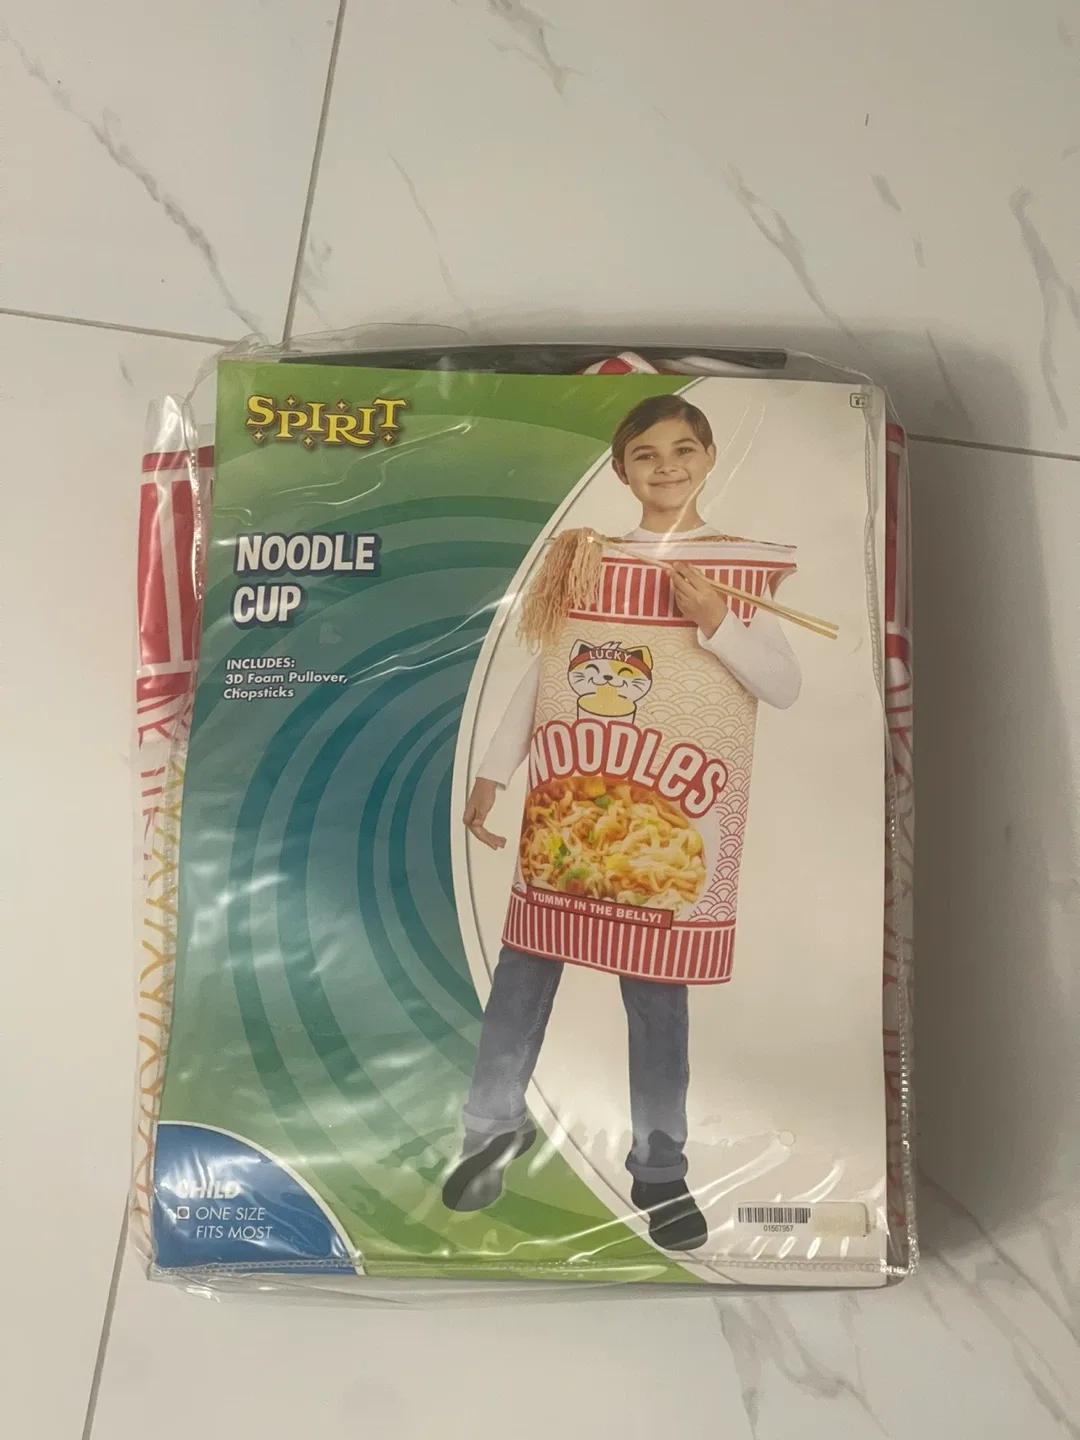 SPIRIT
NOODLE
CUP
INCLUDES:
3D Foam Pullover,
Chopsticks
LUCKY
NOODLES
YUMMY IN THE BELLY!
CHILD
ONE SIZE
FITS MOST
01567957